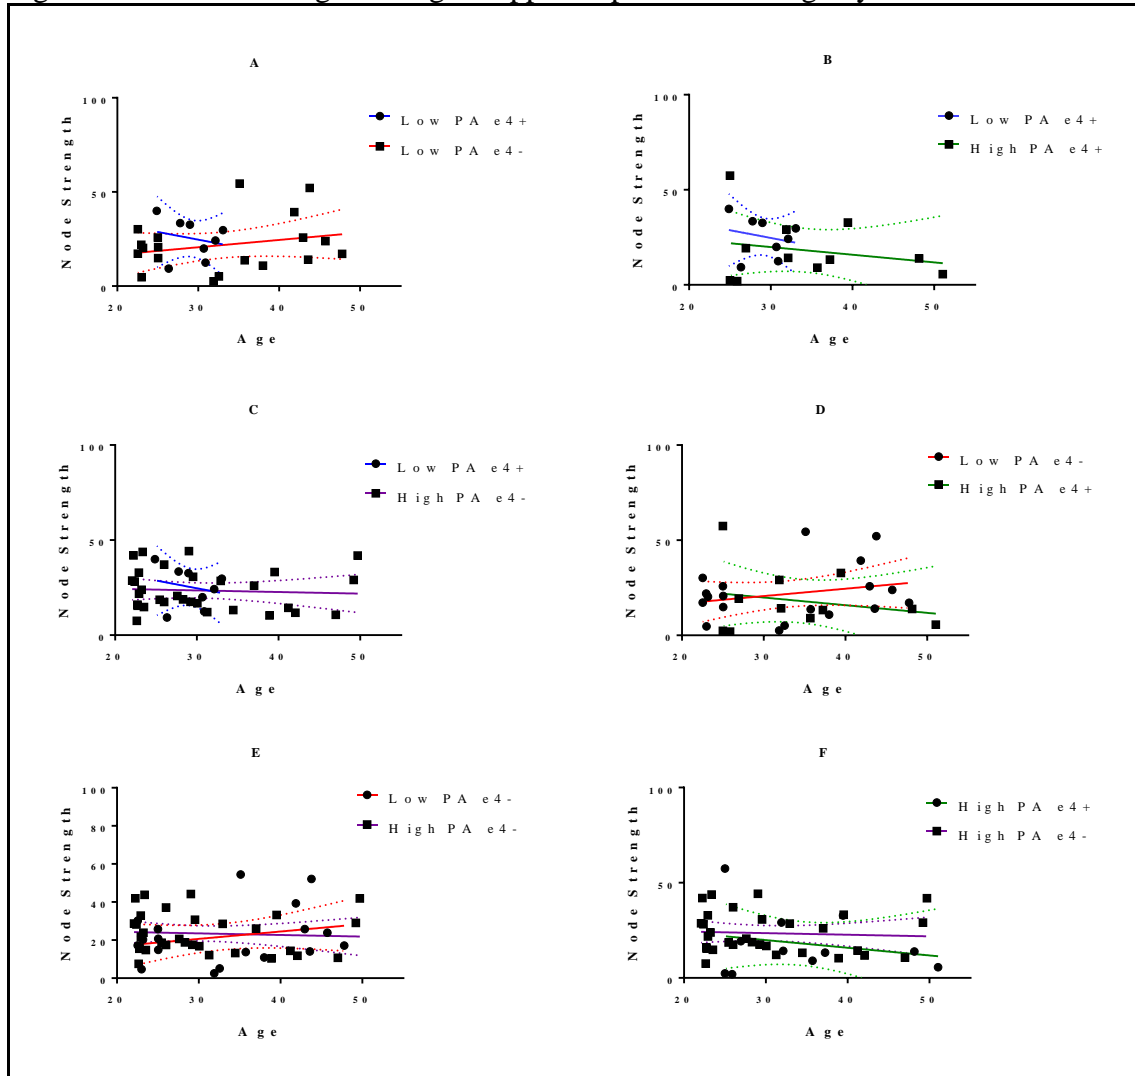 A
100
50
0
20 30 40 50
Node Strength
Age
Low PA e4+
Low PA e4-
B
100
50
0
20 30 40 50
Node Strength
Age
Low PA e4+
High PA e4+
C
100
50
0
20 30 40 50
Node Strength
Age
Low PA e4+
High PA e4-
D
100
50
0
20 30 40 50
Node Strength
Age
Low PA e4-
High PA e4+
E
100
80
60
40
20
0
20 30 40 50
Node Strength
Age
Low PA e4-
High PA e4-
F
100
50
0
20 30 40 50
Node Strength
Age
High PA e4+
High PA e4-